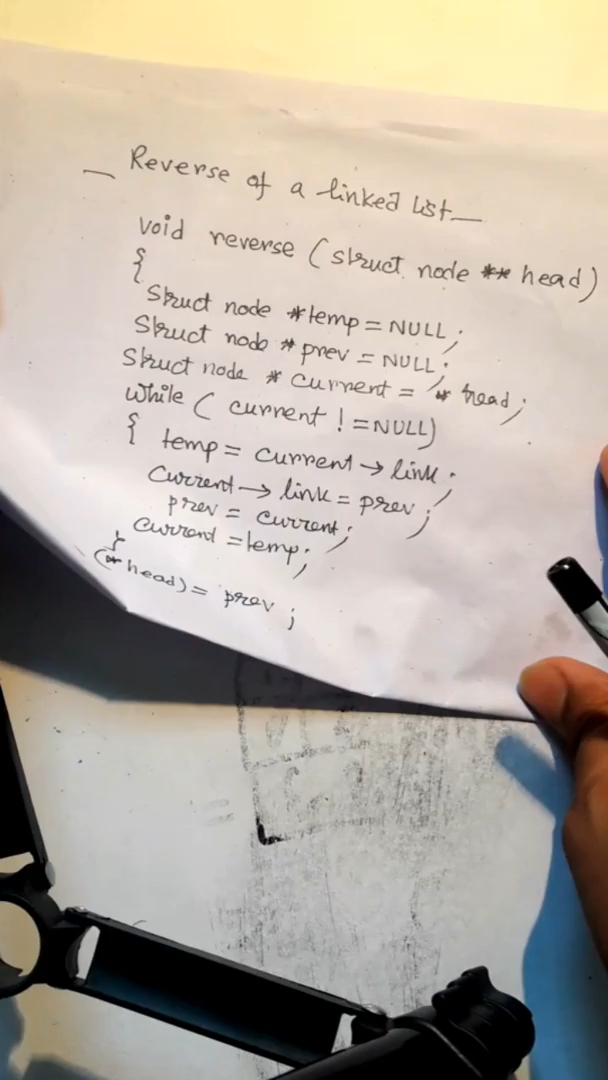 Reverse of a linked list
void reverse (struct node ** head)
{
struct node *temp = NULL;
struct node *prev = NULL;
struct node * current = * head;
while ( current != NULL)
{ temp = current → link;
current → link = prev;
prev = current;
current = temp;
}
(*head) = prev ;